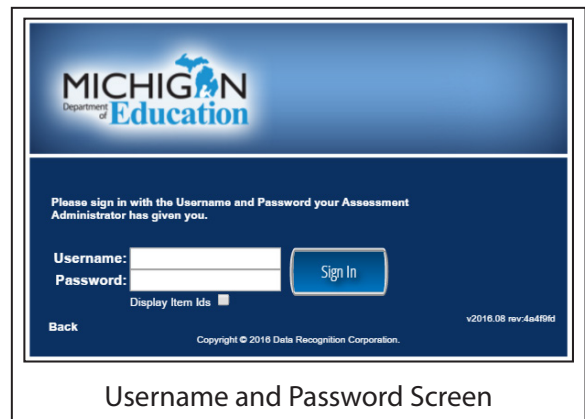 MICHIGAN
Department of Education
Please sign in with the Username and Password your Assessment
Administrator has given you.
Username:
Sign In
Password:
Display Item Ids
Back
v2016.08 rev:4a4f9fd
Copyright © 2016 Data Recognition Corporation.
Username and Password Screen